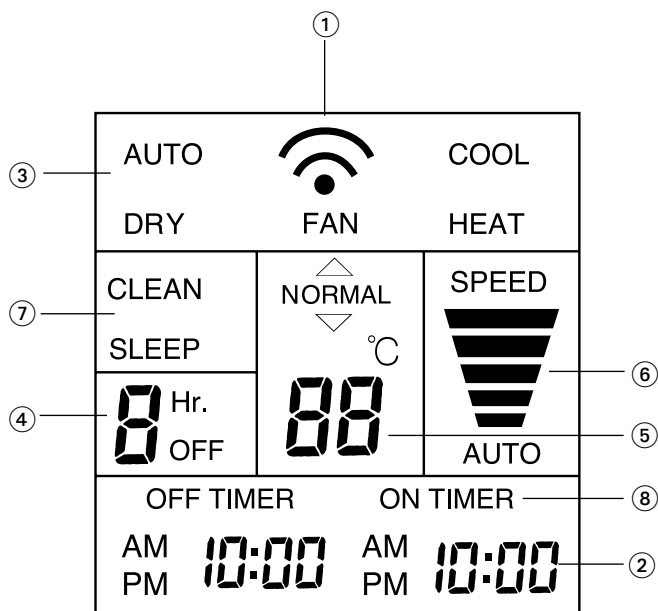 ①
AUTO COOL
③
DRY FAN HEAT
CLEAN NORMAL SPEED
⑦
SLEEP °C
⑥
④ 8 Hr. 88
OFF ⑤
AUTO
OFF TIMER ON TIMER ⑧
AM 10:00 AM 10:00 ②
PM PM